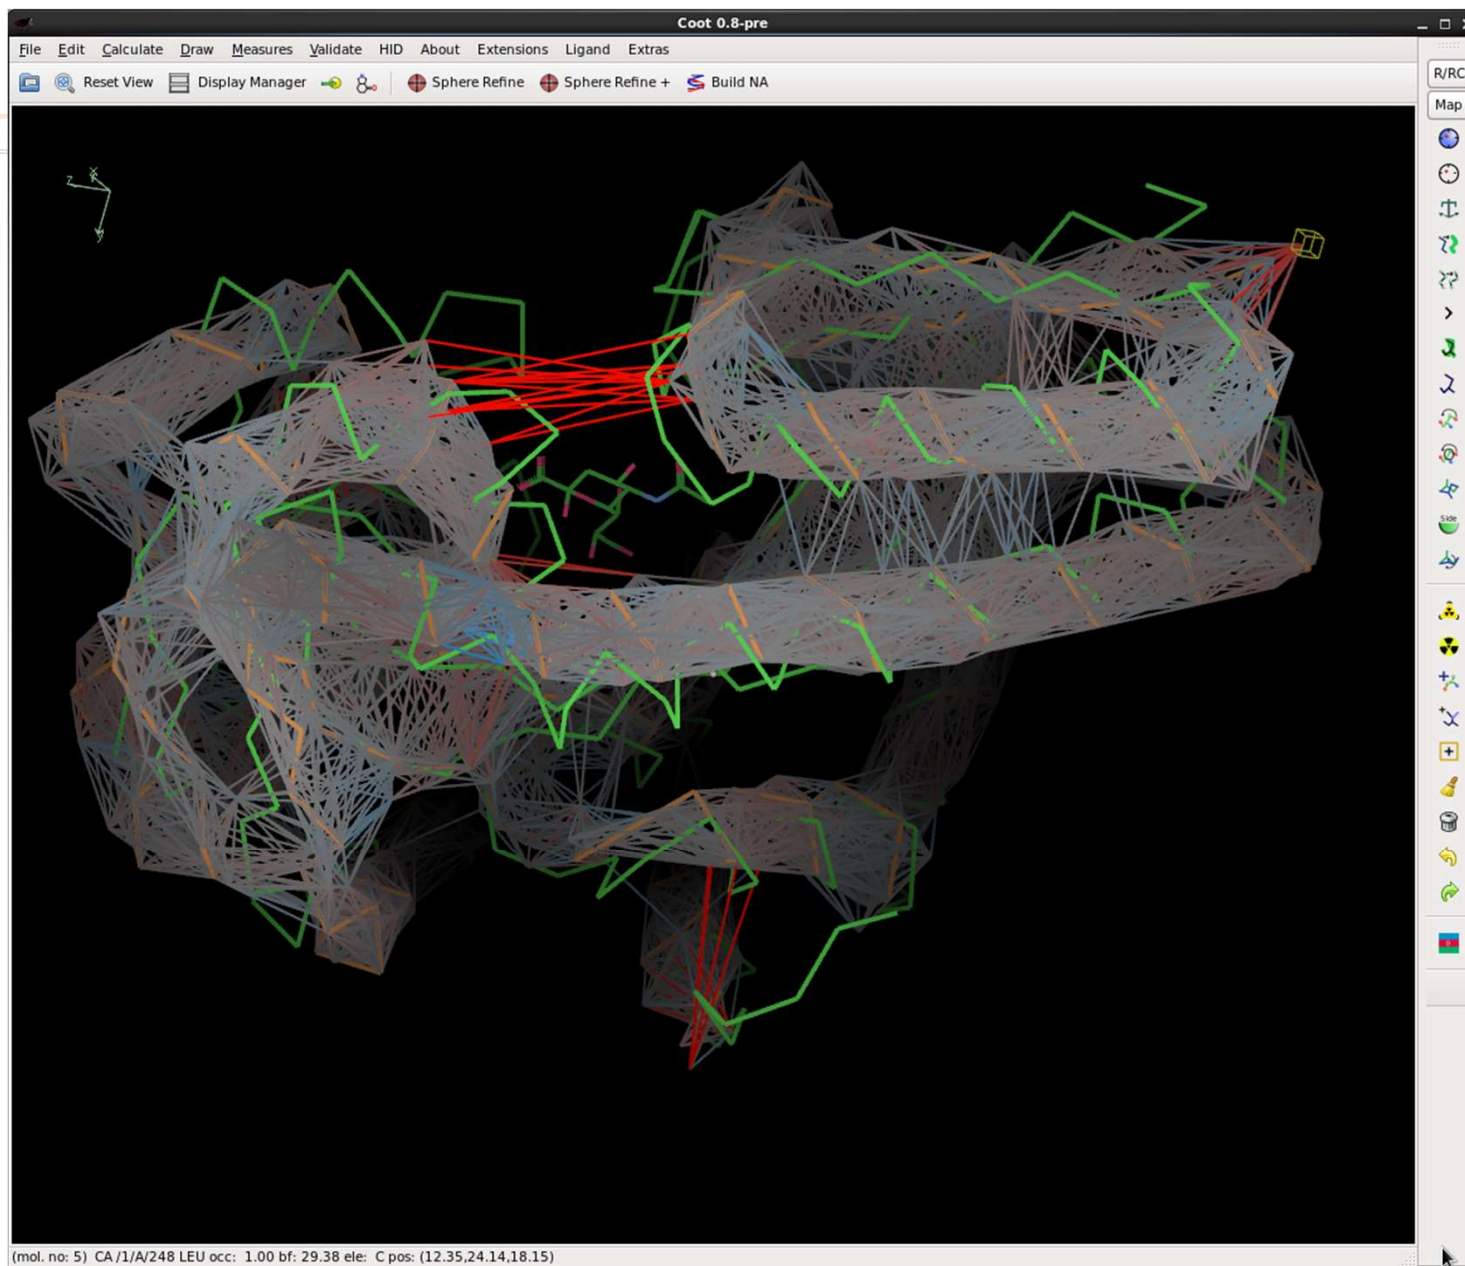 Coot 0.8-pre
File Edit Calculate Draw Measures Validate HID About Extensions Ligand Extras
Reset View Display Manager Sphere Refine Sphere Refine + Build NA
R/RC
Map
z x
y
Side
(mol. no: 5) CA /1/A/248 LEU occ: 1.00 bf: 29.38 ele: C pos: (12.35,24.14,18.15)